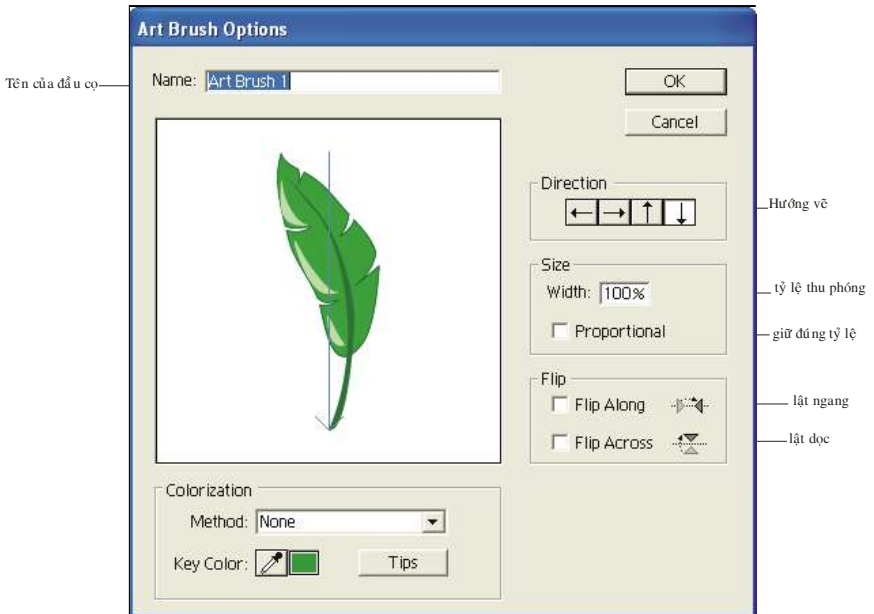 Art Brush Options
Tên của đầu cọ
Name: Art Brush 1
OK
Cancel
Direction
Hướng vẽ
Size
Width: 100%
tỷ lệ thu phóng
Proportional
giữ đúng tỷ lệ
Flip
Flip Along
lật ngang
Flip Across
lật dọc
Colorization
Method: None
Key Color:
Tips